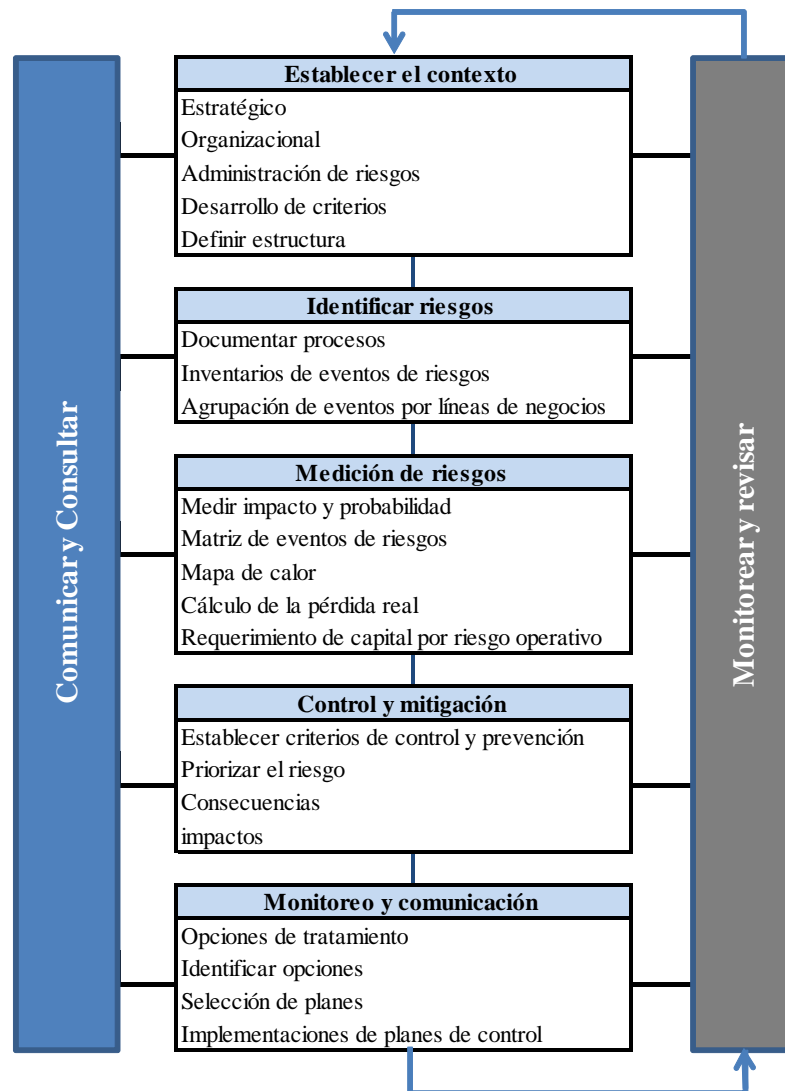 Comunicar y Consultar
Establecer el contexto
Estratégico
Organizacional
Administración de riesgos
Desarrollo de criterios
Definir estructura
Identificar riesgos
Documentar procesos
Inventarios de eventos de riesgos
Agrupación de eventos por líneas de negocios
Medición de riesgos
Medir impacto y probabilidad
Matriz de eventos de riesgos
Mapa de calor
Cálculo de la pérdida real
Requerimiento de capital por riesgo operativo
Control y mitigación
Establecer criterios de control y prevención
Priorizar el riesgo
Consecuencias
impactos
Monitoreo y comunicación
Opciones de tratamiento
Identificar opciones
Selección de planes
Implementaciones de planes de control
Monitorear y revisar